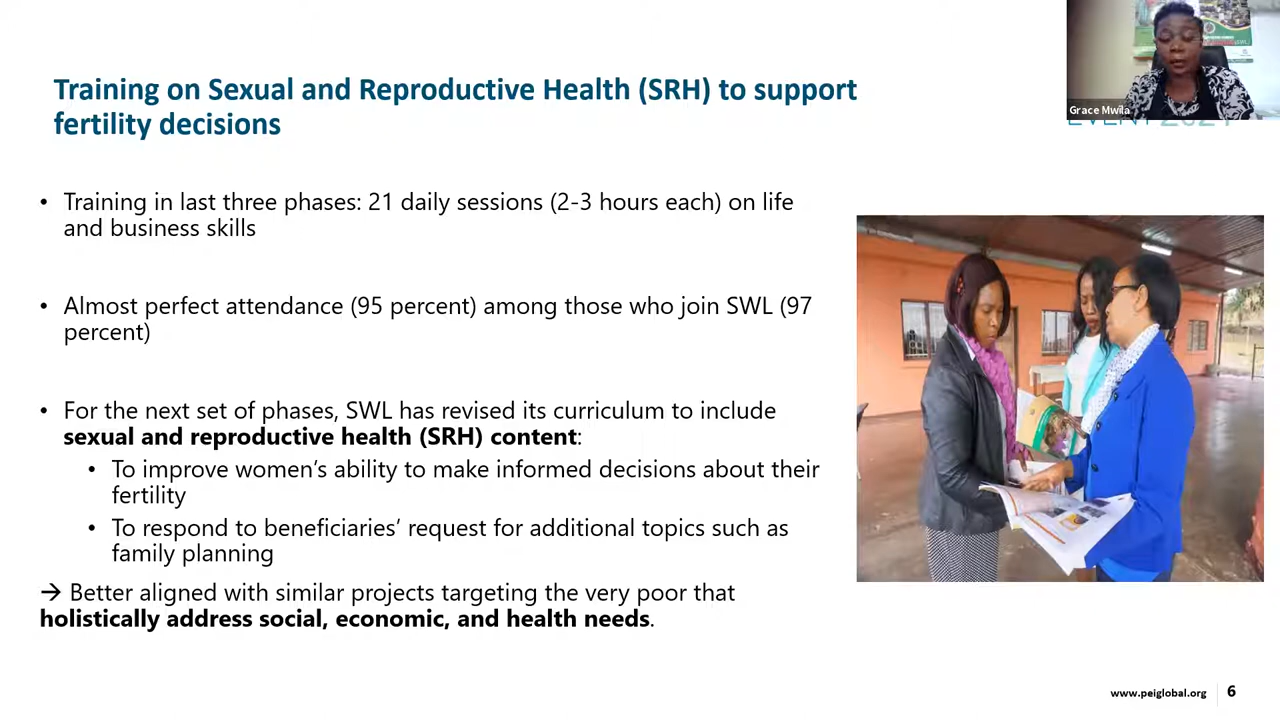 Training on Sexual and Reproductive Health (SRH) to support
fertility decisions
Grace Mwila
• Training in last three phases: 21 daily sessions (2-3 hours each) on life
and business skills
• Almost perfect attendance (95 percent) among those who join SWL (97
percent)
• For the next set of phases, SWL has revised its curriculum to include
sexual and reproductive health (SRH) content:
• To improve women’s ability to make informed decisions about their
fertility
• To respond to beneficiaries’ request for additional topics such as
family planning
→ Better aligned with similar projects targeting the very poor that
holistically address social, economic, and health needs.
www.peiglobal.org 6